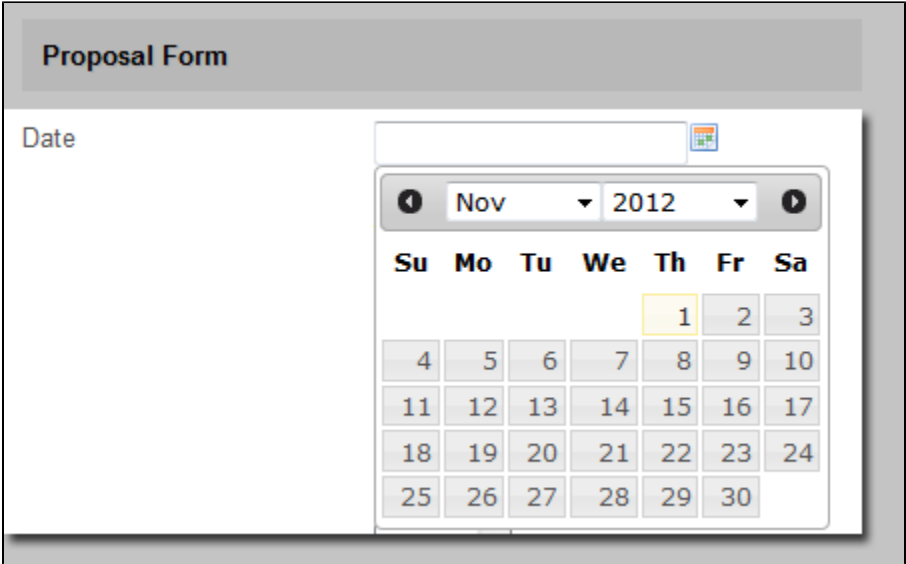 Proposal Form
Date
Nov 2012
Su Mo Tu We Th Fr Sa
1 2 3
4 5 6 7 8 9 10
11 12 13 14 15 16 17
18 19 20 21 22 23 24
25 26 27 28 29 30